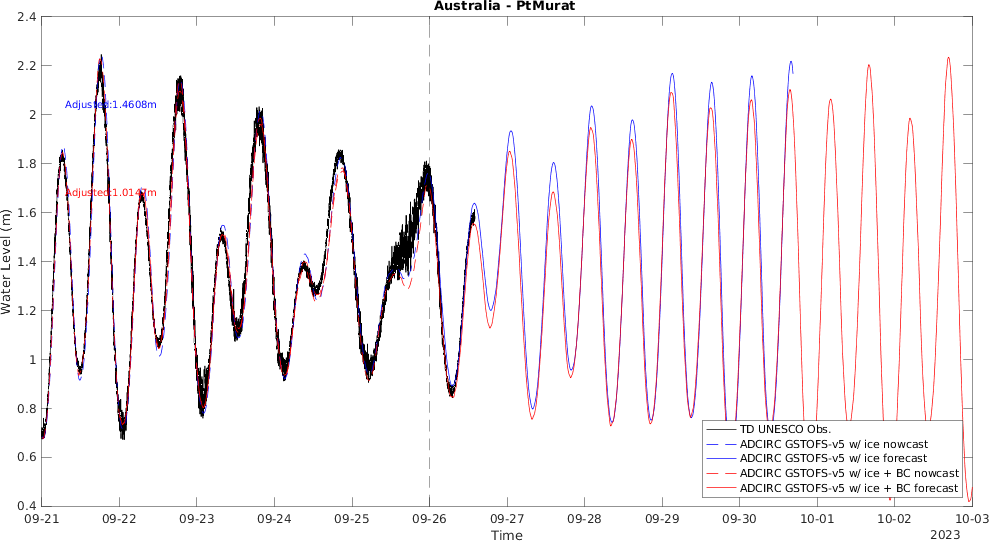 Australia - PtMurat
2.4
2.2
2
1.8
1.6
1.4
1.2
1
0.8
0.6
0.4
Water Level (m)
Adjusted:1.4608m
Adjusted:1.0147m
TD UNESCO Obs.
ADCIRC GSTOFS-v5 w/ ice nowcast
ADCIRC GSTOFS-v5 w/ ice forecast
ADCIRC GSTOFS-v5 w/ ice + BC nowcast
ADCIRC GSTOFS-v5 w/ ice + BC forecast
09-21 09-22 09-23 09-24 09-25 09-26 09-27 09-28 09-29 09-30 10-01 10-02 10-03
Time
2023